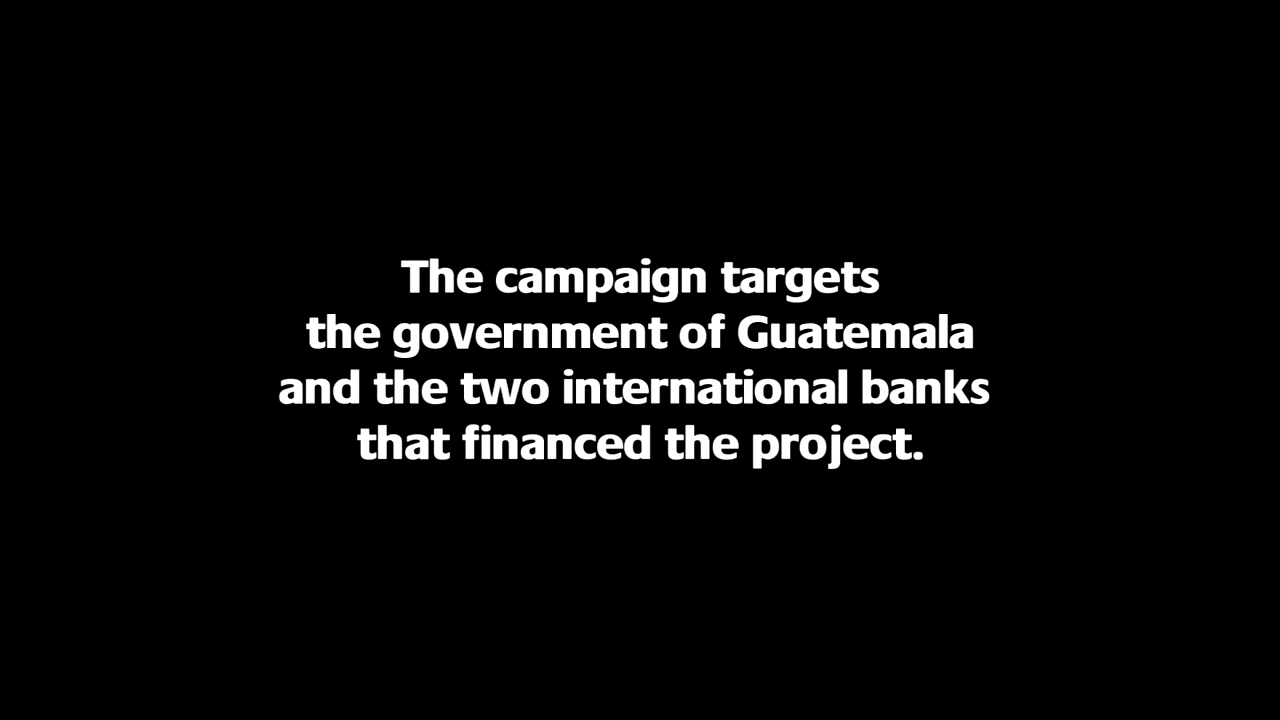 The campaign targets
the government of Guatemala
and the two international banks
that financed the project.